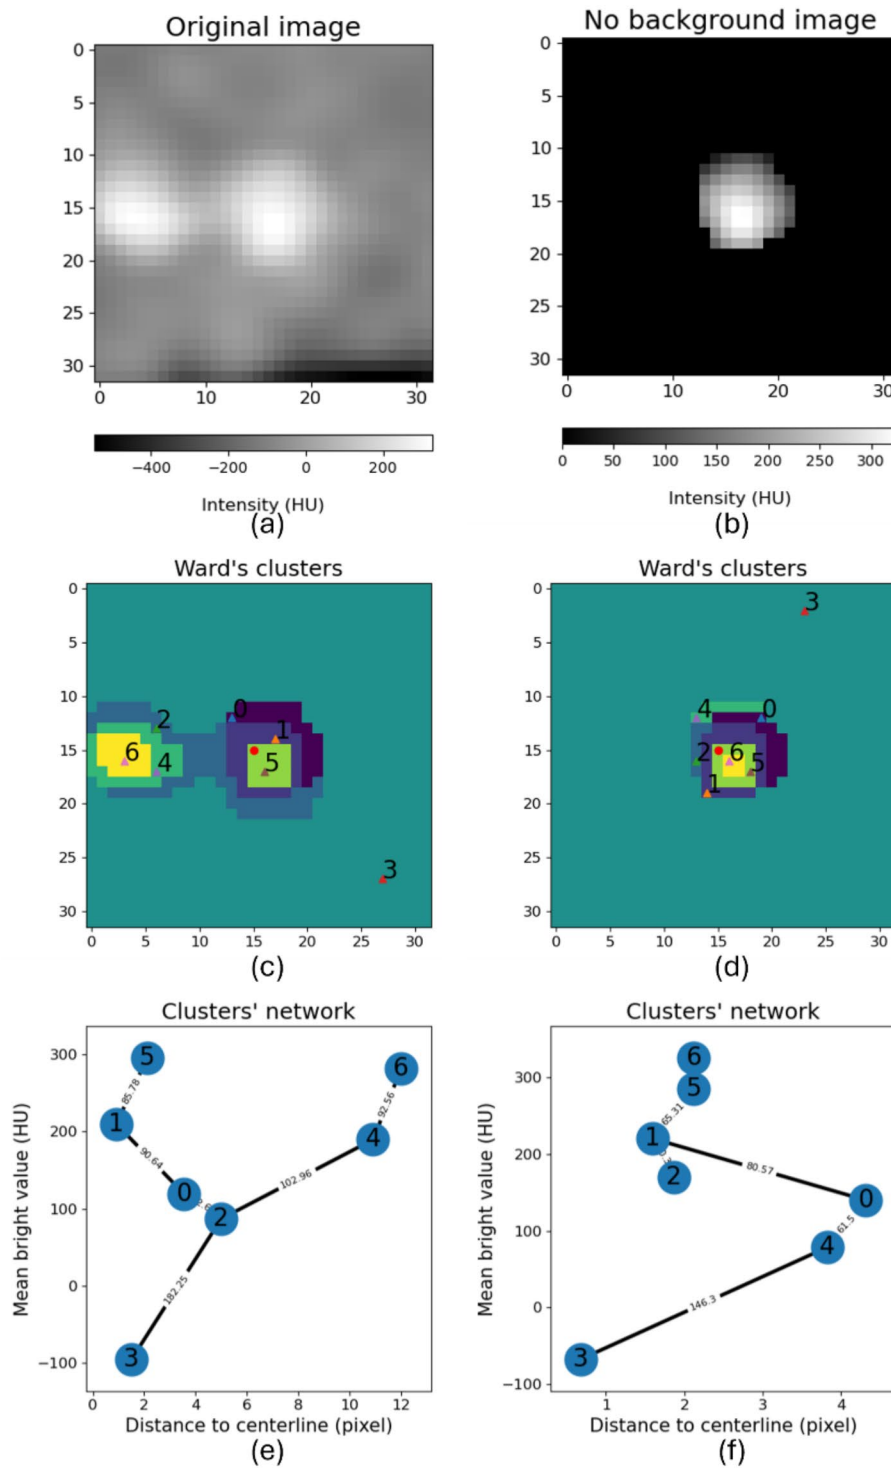 Original image
0
5
10
15
20
25
30
0 10 20 30
−400 −200 0 200
Intensity (HU)
(a)
No background image
0
5
10
15
20
25
30
0 10 20 30
0 50 100 150 200 250 300
Intensity (HU)
(b)
Ward's clusters
0
5
10
15
20
25
30
0 5 10 15 20 25 30
0
2
1
6
4
5
3
(c)
Ward's clusters
0
5
10
15
20
25
30
0 5 10 15 20 25 30
3
4
0
2
6
5
1
(d)
Clusters' network
Mean bright value (HU)
300
200
100
0
−100
5
6
85.78
92.56
1
4
90.64
102.96
0
2
182.25
3
0 2 4 6 8 10 12
Distance to centerline (pixel)
(e)
Clusters' network
Mean bright value (HU)
300
200
100
0
−100
6
5
65.31
1
80.57
2
0
61.5
4
146.3
3
1 2 3 4
Distance to centerline (pixel)
(f)